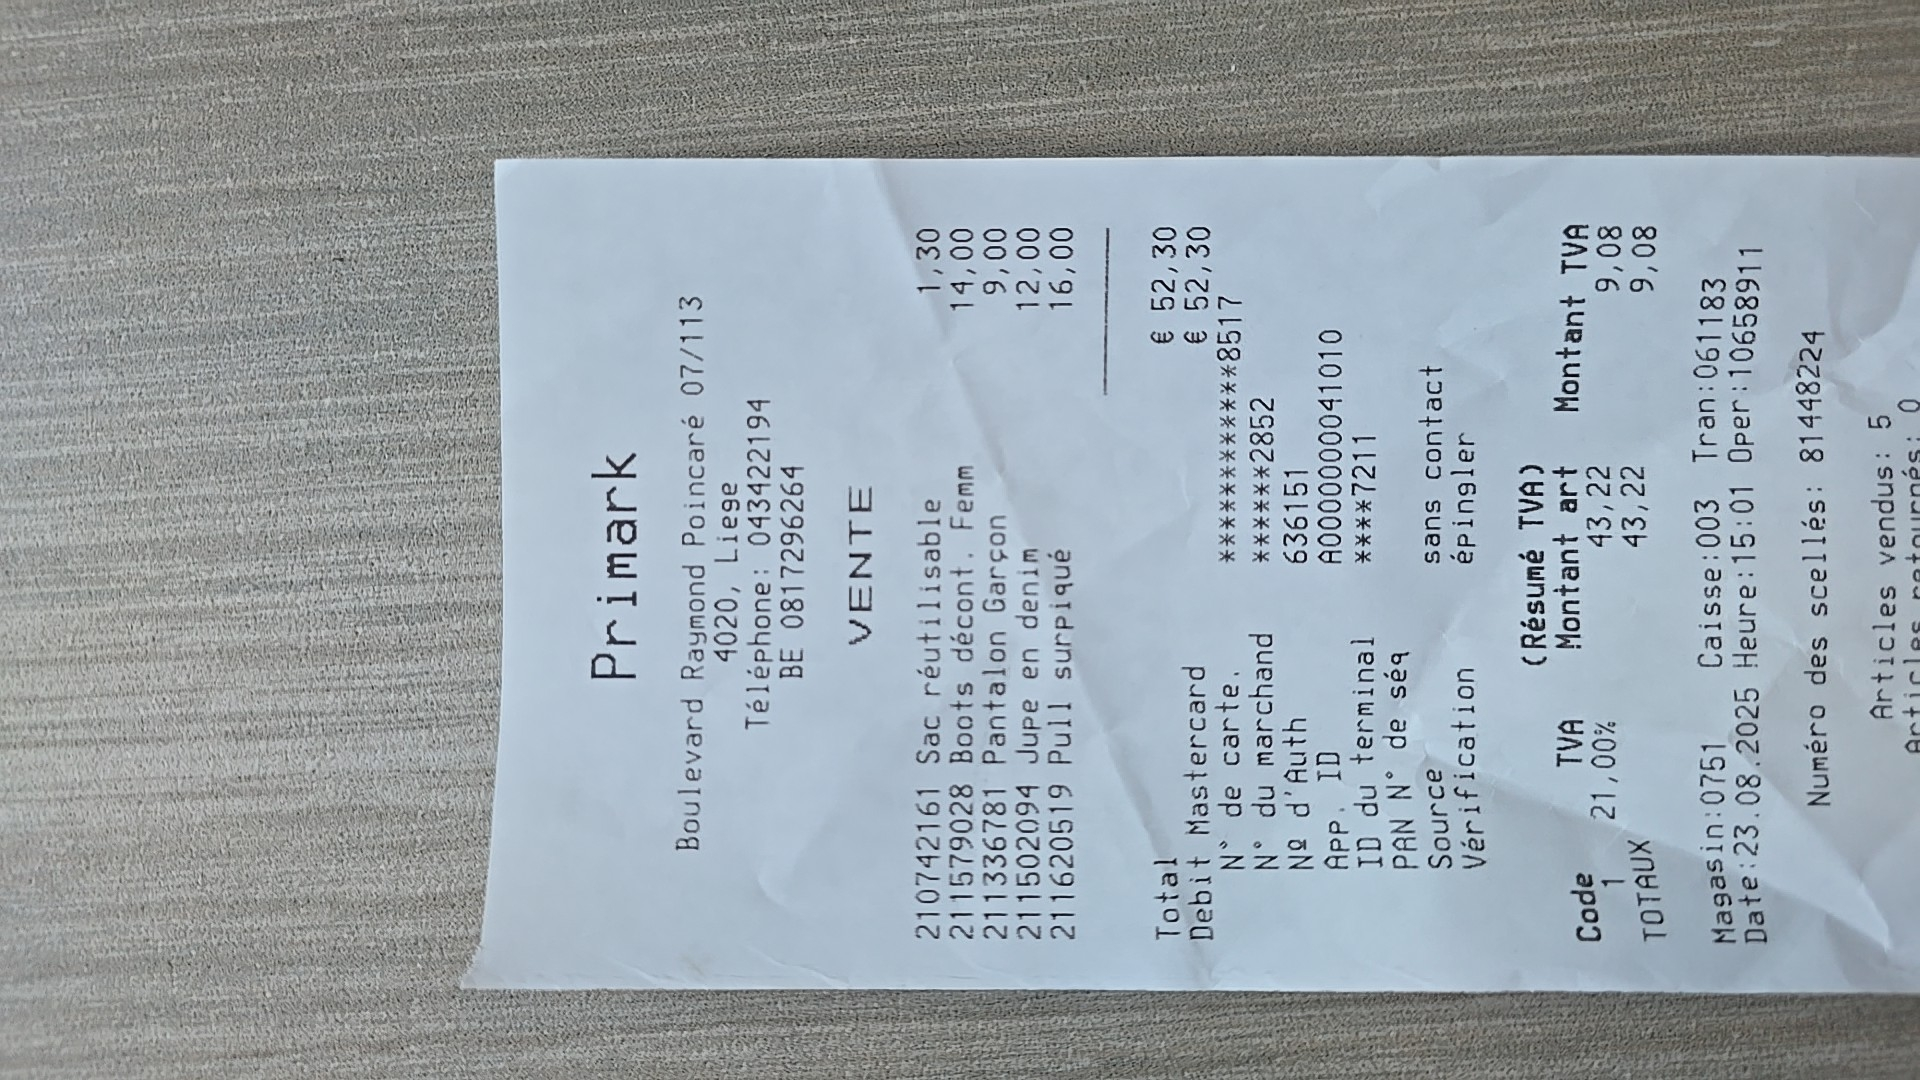 Primark
Boulevard Raymond Poincaré 07/113
4020, Liege
Téléphone: 043422194
BE 0817296264
VENTE
210742161 Sac réutilisable 1,30
211579028 Boots décont. Femm 14,00
211336781 Pantalon Garçon 9,00
211502094 Jupe en denim 12,00
211620519 Pull surpiqué 16,00
Total € 52,30
Debit Mastercard € 52,30
N° de carte. ***************8517
N° du marchand ******2852
Nº d'Auth 636151
APP. ID A0000000041010
ID du terminal ****7211
PAN N° de séq
Source sans contact
Vérification épingler
(Résumé TVA)
Code TVA Montant art Montant TVA
1 21,00% 43,22 9,08
TOTAUX 43,22 9,08
Magasin:0751 Caisse:003 Tran:061183
Date:23.08.2025 Heure:15:01 Oper:10658911
Numéro des scellés: 81448224
Articles vendus: 5
Articles retournés: 0